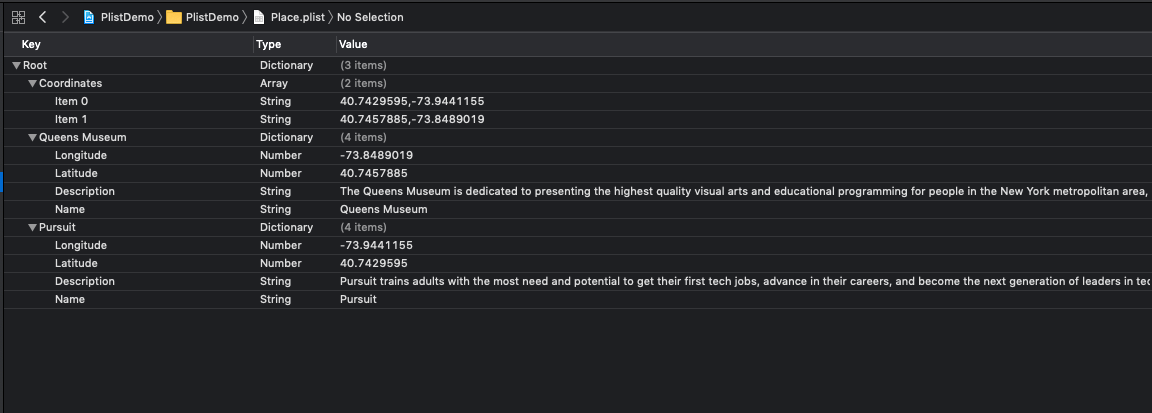 PlistDemo PlistDemo Place.plist No Selection
Key Type Value
Root Dictionary (3 items)
Coordinates Array (2 items)
Item 0 String 40.7429595,-73.9441155
Item 1 String 40.7457885,-73.8489019
Queens Museum Dictionary (4 items)
Longitude Number -73.8489019
Latitude Number 40.7457885
Description String The Queens Museum is dedicated to presenting the highest quality visual arts and educational programming for people in the New York metropolitan area,
Name String Queens Museum
Pursuit Dictionary (4 items)
Longitude Number -73.9441155
Latitude Number 40.7429595
Description String Pursuit trains adults with the most need and potential to get their first tech jobs, advance in their careers, and become the next generation of leaders in tec
Name String Pursuit